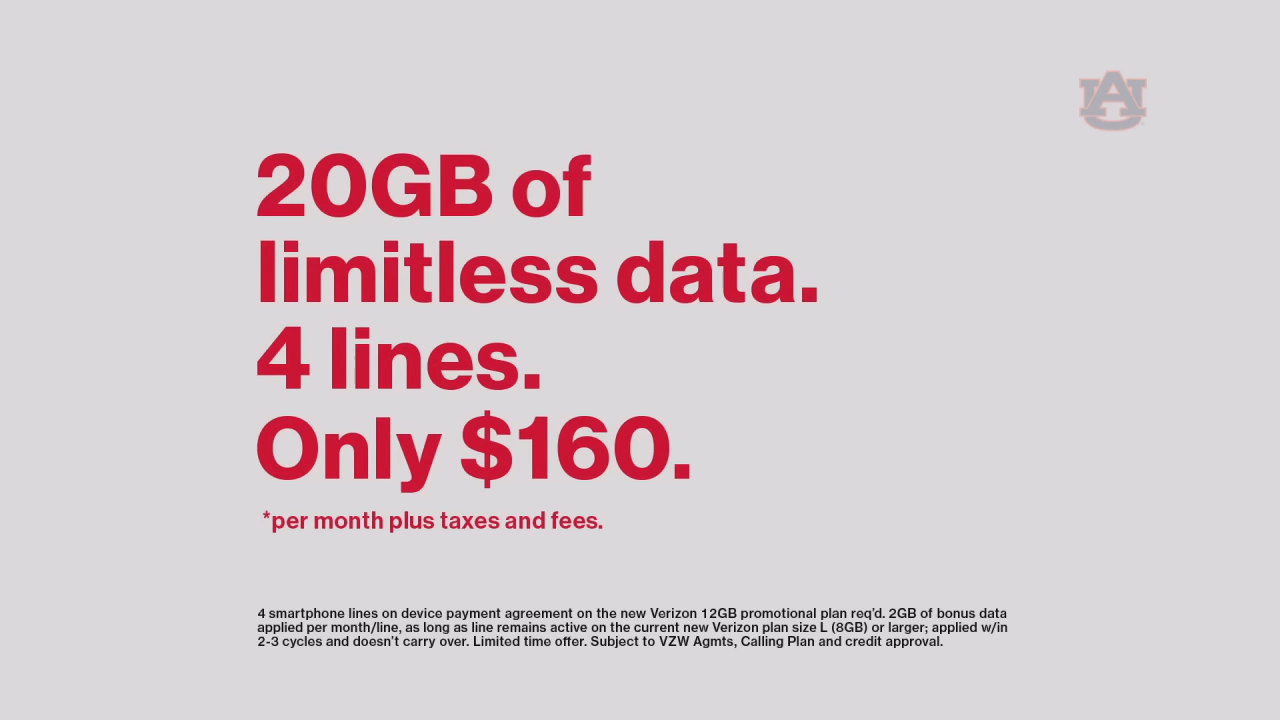 AU
20GB of
limitless data.
4 lines.
Only $160.
*per month plus taxes and fees.
4 smartphone lines on device payment agreement on the new Verizon 12GB promotional plan req'd. 2GB of bonus data
applied per month/line, as long as line remains active on the current new Verizon plan size L (8GB) or larger; applied w/in
2-3 cycles and doesn't carry over. Limited time offer. Subject to VZW Agmts, Calling Plan and credit approval.